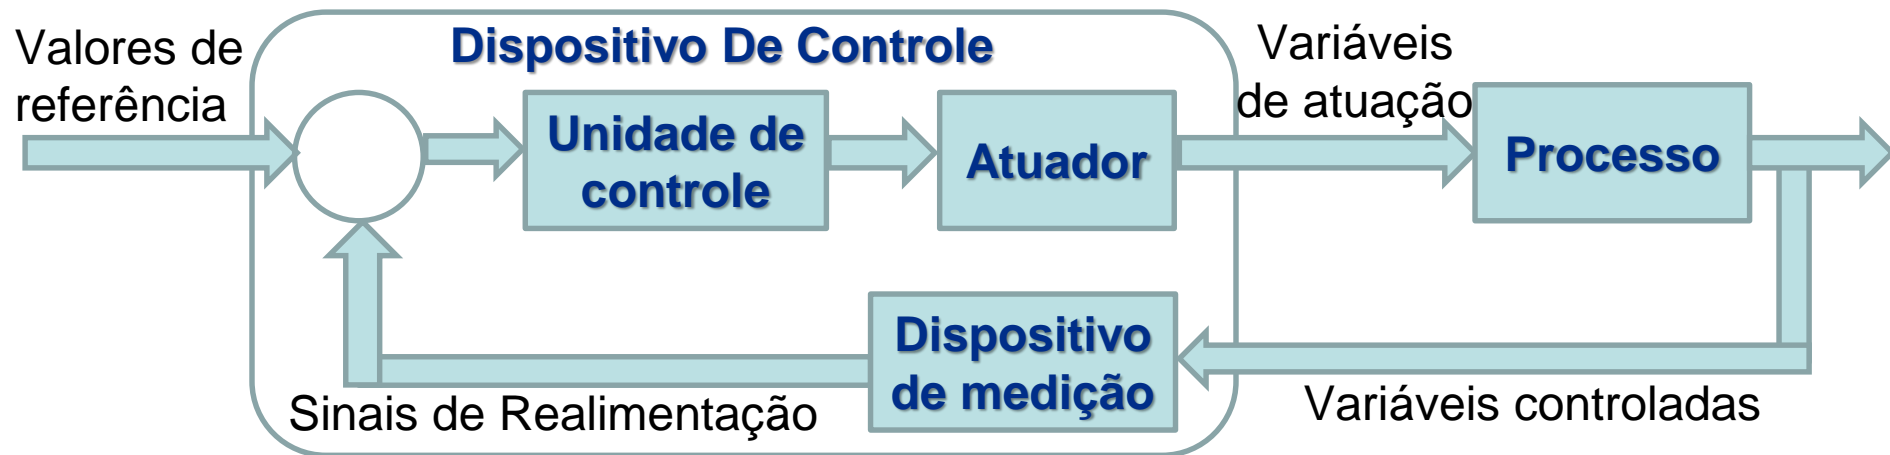 Valores de
referência
Dispositivo De Controle
Unidade de
controle
Atuador
Variáveis
de atuação
Processo
Dispositivo
de medição
Sinais de Realimentação
Variáveis controladas